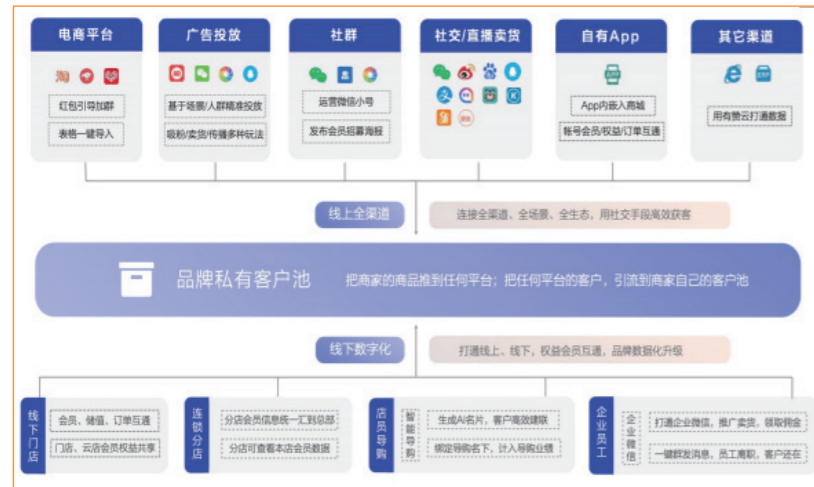 电商平台
红包引导加群
表格一键导入
广告投放
基于场景/人群精准投放
吸粉/卖货/传播多种玩法
社群
运营微信小号
发布会员招募海报
社交/直播卖货
自有App
App内嵌入商城
帐号会员/权益/订单互通
其它渠道
用有赞云打通数据
线上全渠道
连接全渠道、全场景、全生态,用社交手段高效获客
品牌私有客户池
把商家的商品推到任何平台;把任何平台的客户,引流到商家自己的客户池
线下数字化
打通线上、线下,权益会员互通,品牌数据化升级
线下门店
会员、储值、订单互通
门店、云店会员权益共享
连锁分店
分店会员信息统一汇到总部
分店可查看本店会员数据
店员导购
智能导购
生成AI名片,客户高效建联
绑定导购名下,计入导购业绩
企业员工
企业微信
打通企业微信,推广卖货,领取佣金
一键群发消息,员工离职,客户还在